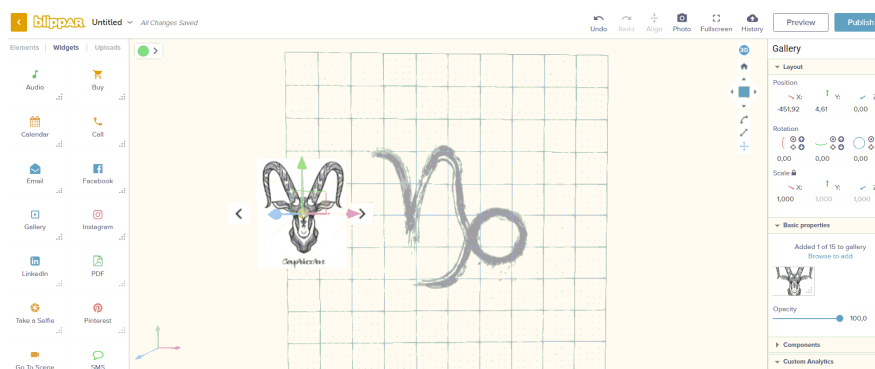 blippAR Untitled All Changes Saved
Undo Redo Align Photo Fullscreen History Preview Publish
Elements Widgets Uploads
Audio Buy
Calendar Call
Email Facebook
Gallery Instagram
LinkedIn PDF
Take a Selfie Pinterest
Go To Scene SMS
Capricorn
3D
Gallery
Layout
Position
X: Y: Z
-451,92 4,61 0,00
Rotation
0,00 0,00 0,00
Scale
X: Y: Z
1,000 1,000 1,000
Basic properties
Added 1 of 15 to gallery
Browse to add
Opacity
100,0
Components
Custom Analytics